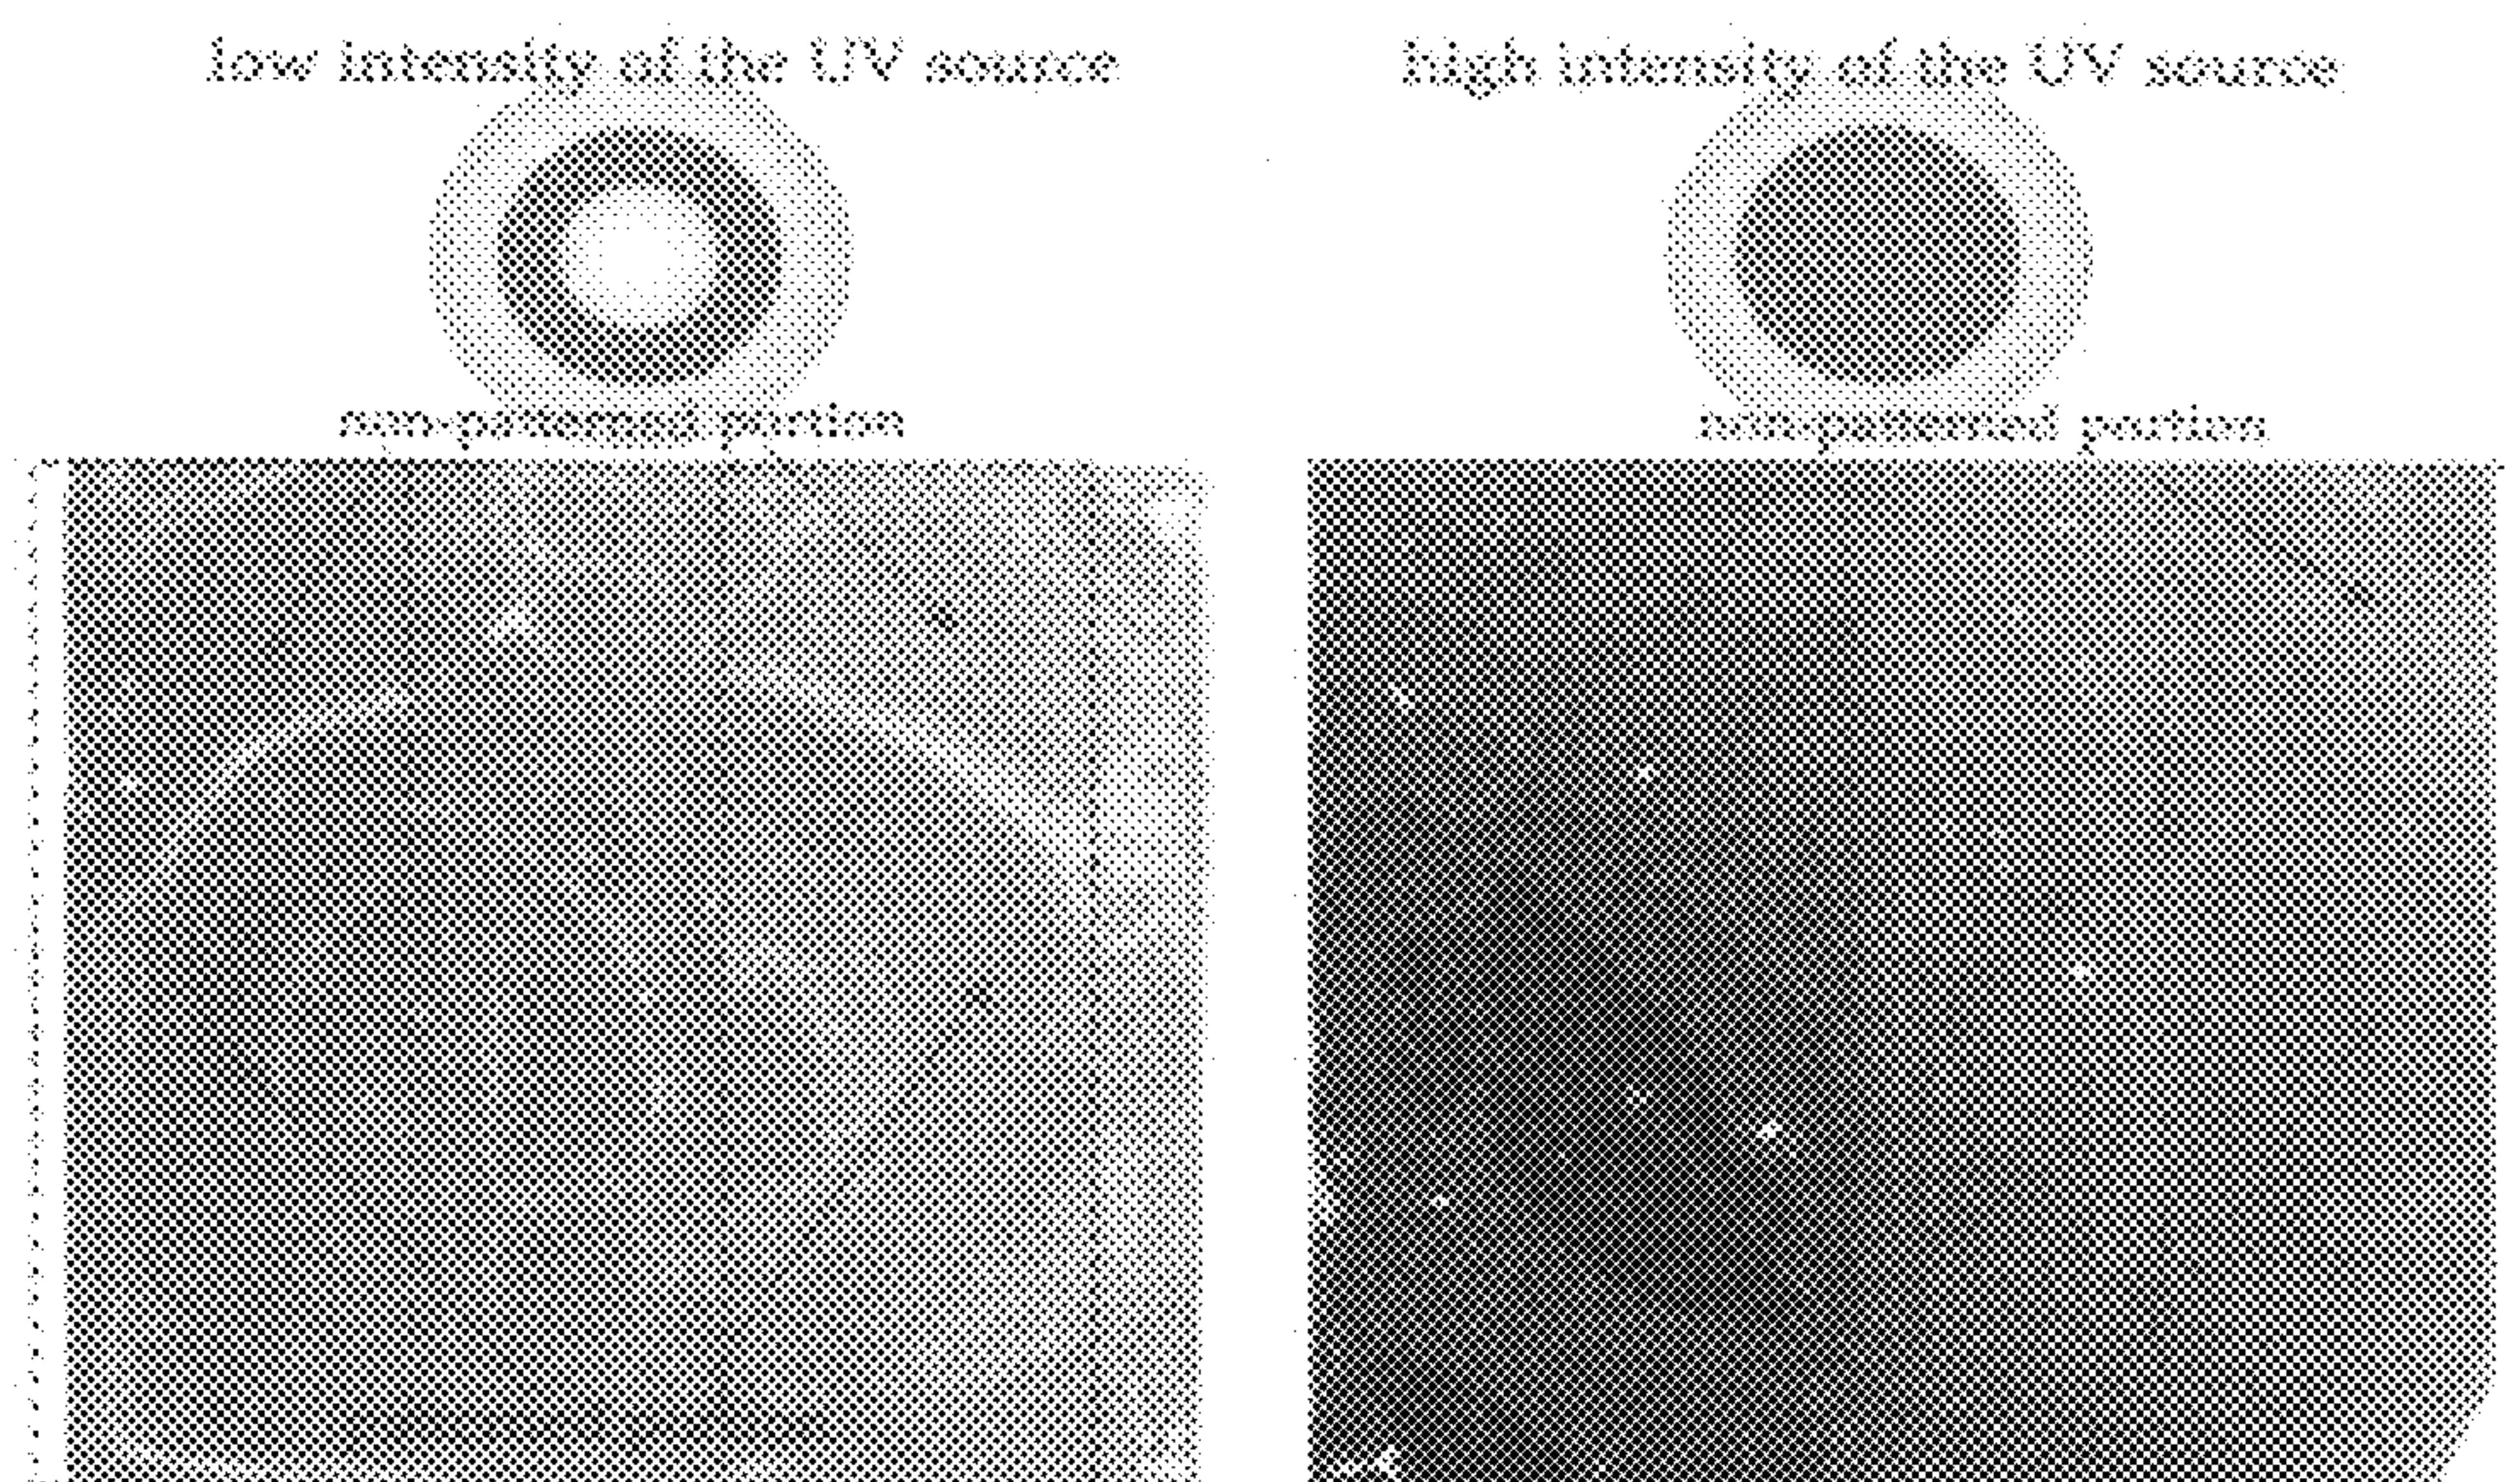 low intensity of the UV source
high intensity of the UV source
non-patterned portion
non-patterned portion